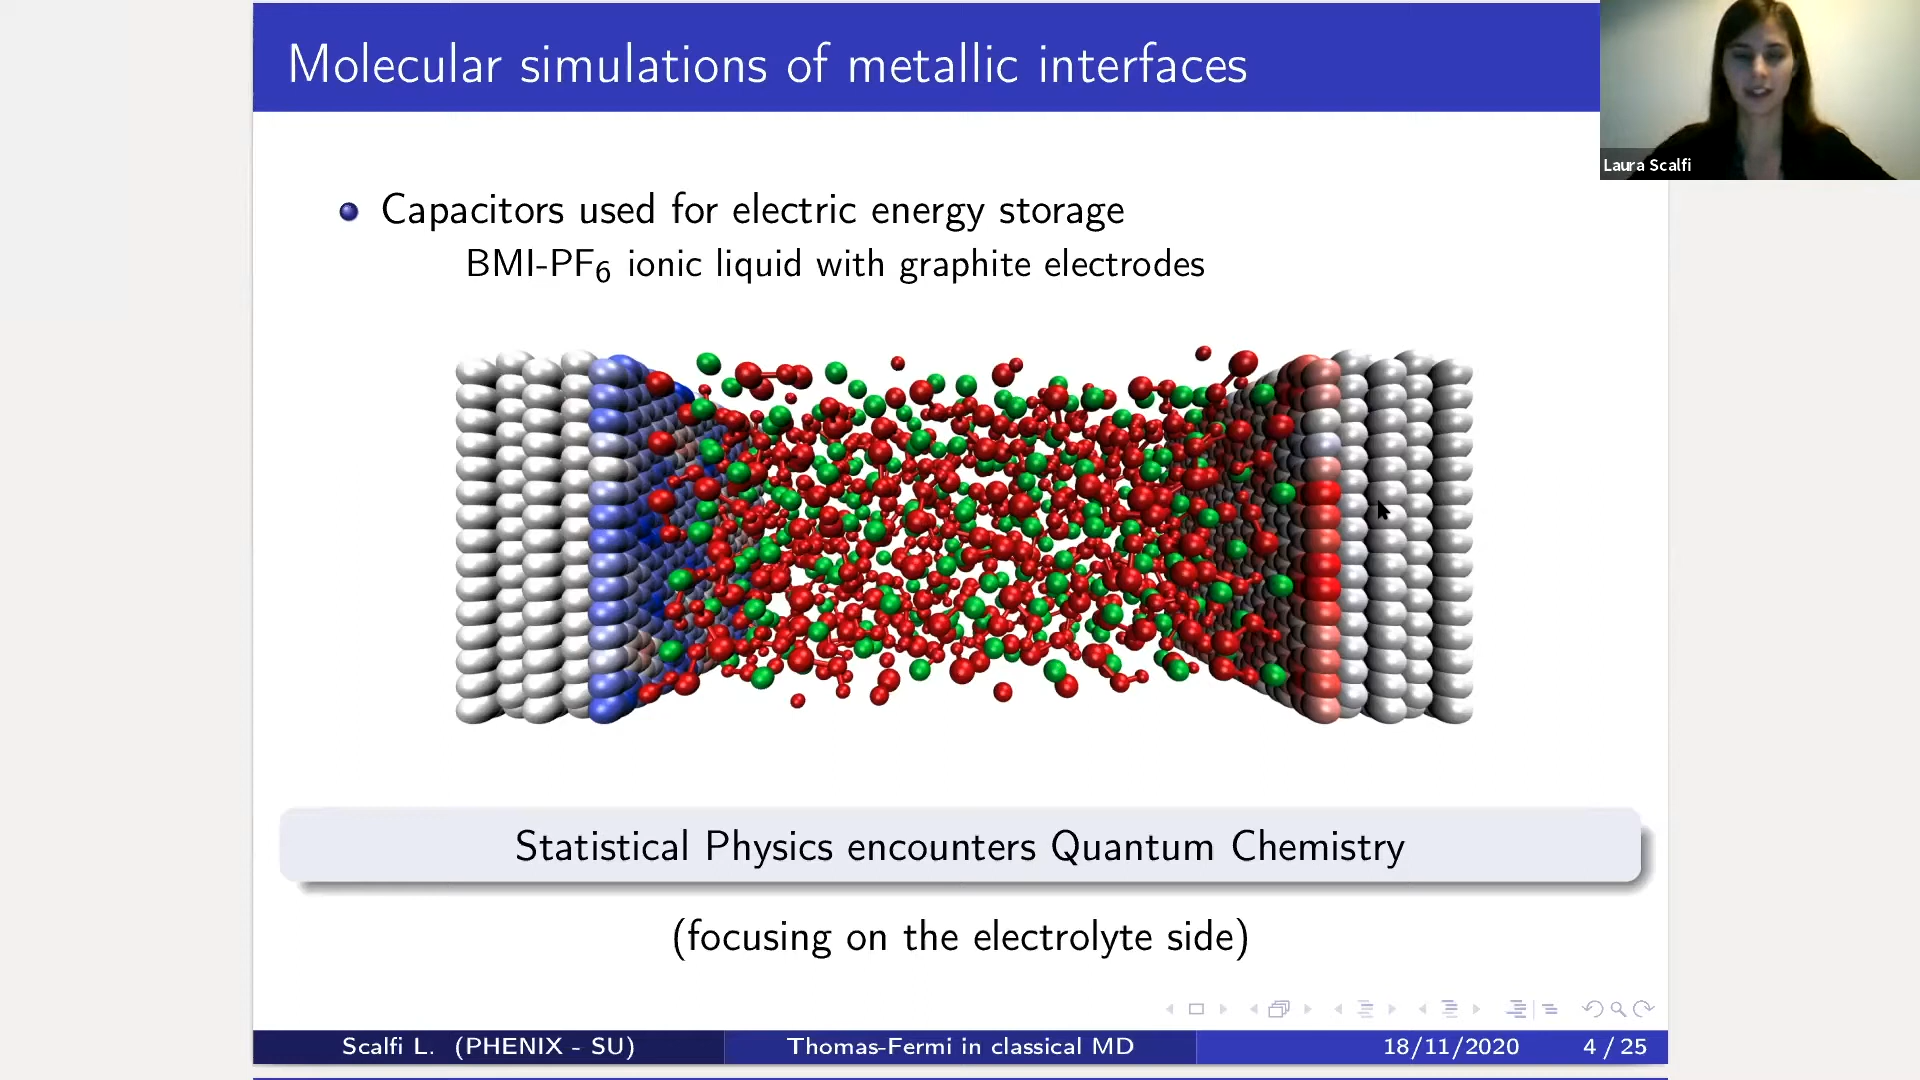 Molecular simulations of metallic interfaces
Laura Scalfi
Capacitors used for electric energy storage
BMI-PF6 ionic liquid with graphite electrodes
Statistical Physics encounters Quantum Chemistry
(focusing on the electrolyte side)
Scalfi L. (PHENIX - SU)
Thomas-Fermi in classical MD
18/11/2020
4 / 25